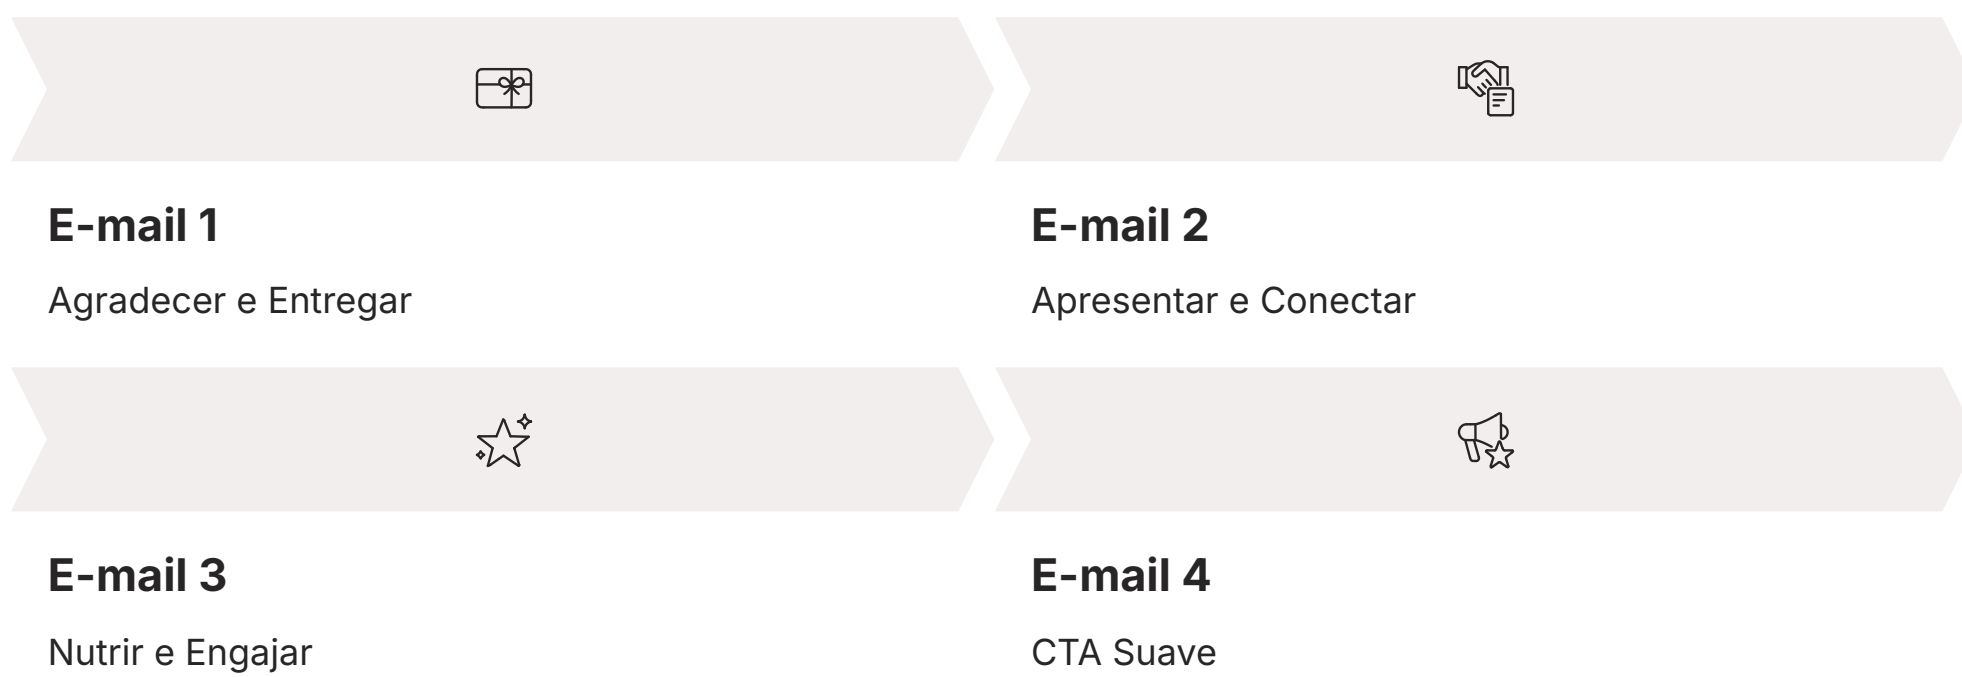 E-mail 1
Agradecer e Entregar
E-mail 2
Apresentar e Conectar
E-mail 3
Nutrir e Engajar
E-mail 4
CTA Suave